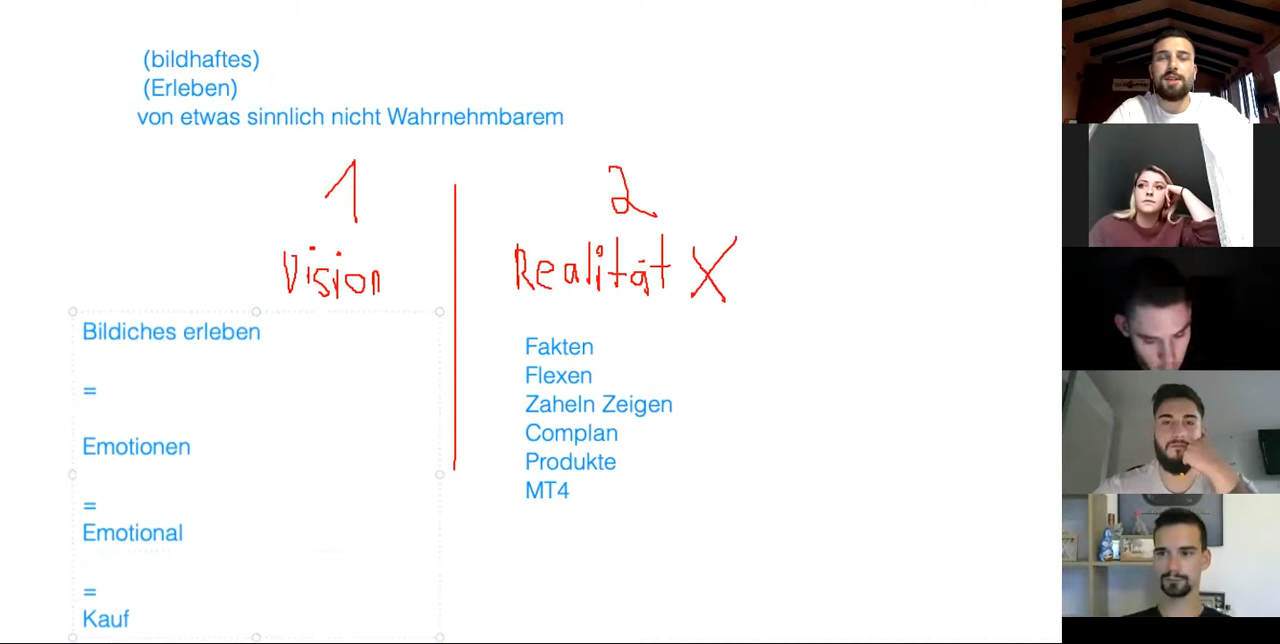 (bildhaftes)
(Erleben)
von etwas sinnlich nicht Wahrnehmbarem
1
2
Vision
Realität X
Bildiches erleben
=
Emotionen
=
Emotional
=
Kauf
Fakten
Flexen
Zaheln Zeigen
Complan
Produkte
MT4